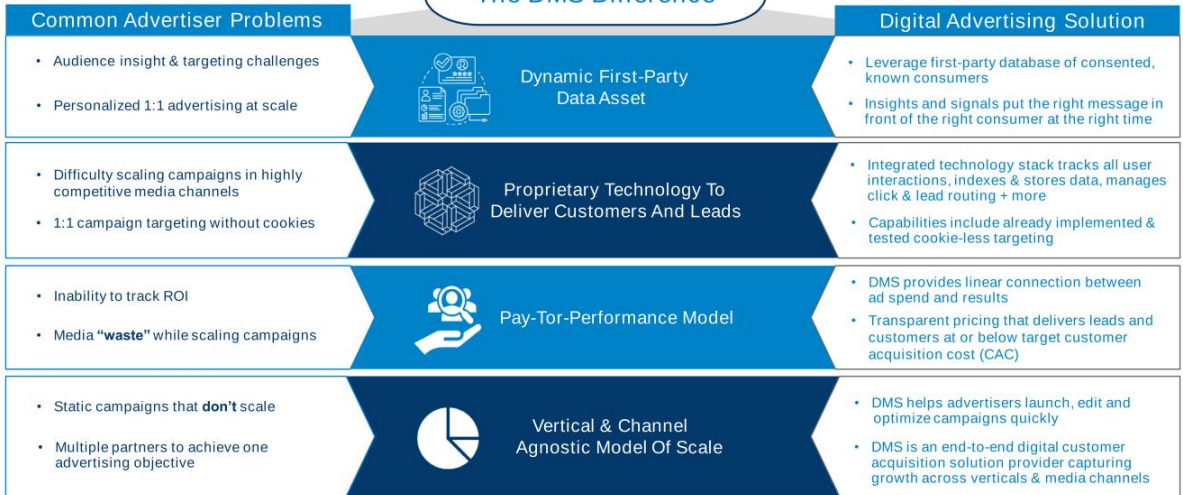 The DMS Difference
Common Advertiser Problems
Digital Advertising Solution
• Audience insight & targeting challenges
• Personalized 1:1 advertising at scale
Dynamic First-Party
Data Asset
• Leverage first-party database of consented,
known consumers
• Insights and signals put the right message in
front of the right consumer at the right time
• Difficulty scaling campaigns in highly
competitive media channels
• 1:1 campaign targeting without cookies
Proprietary Technology To
Deliver Customers And Leads
• Integrated technology stack tracks all user
interactions, indexes & stores data, manages
click & lead routing + more
• Capabilities include already implemented &
tested cookie-less targeting
• Inability to track ROI
• Media “waste” while scaling campaigns
Pay-Tor-Performance Model
• DMS provides linear connection between
ad spend and results
• Transparent pricing that delivers leads and
customers at or below target customer
acquisition cost (CAC)
• Static campaigns that don’t scale
• Multiple partners to achieve one
advertising objective
Vertical & Channel
Agnostic Model Of Scale
• DMS helps advertisers launch, edit and
optimize campaigns quickly
• DMS is an end-to-end digital customer
acquisition solution provider capturing
growth across verticals & media channels